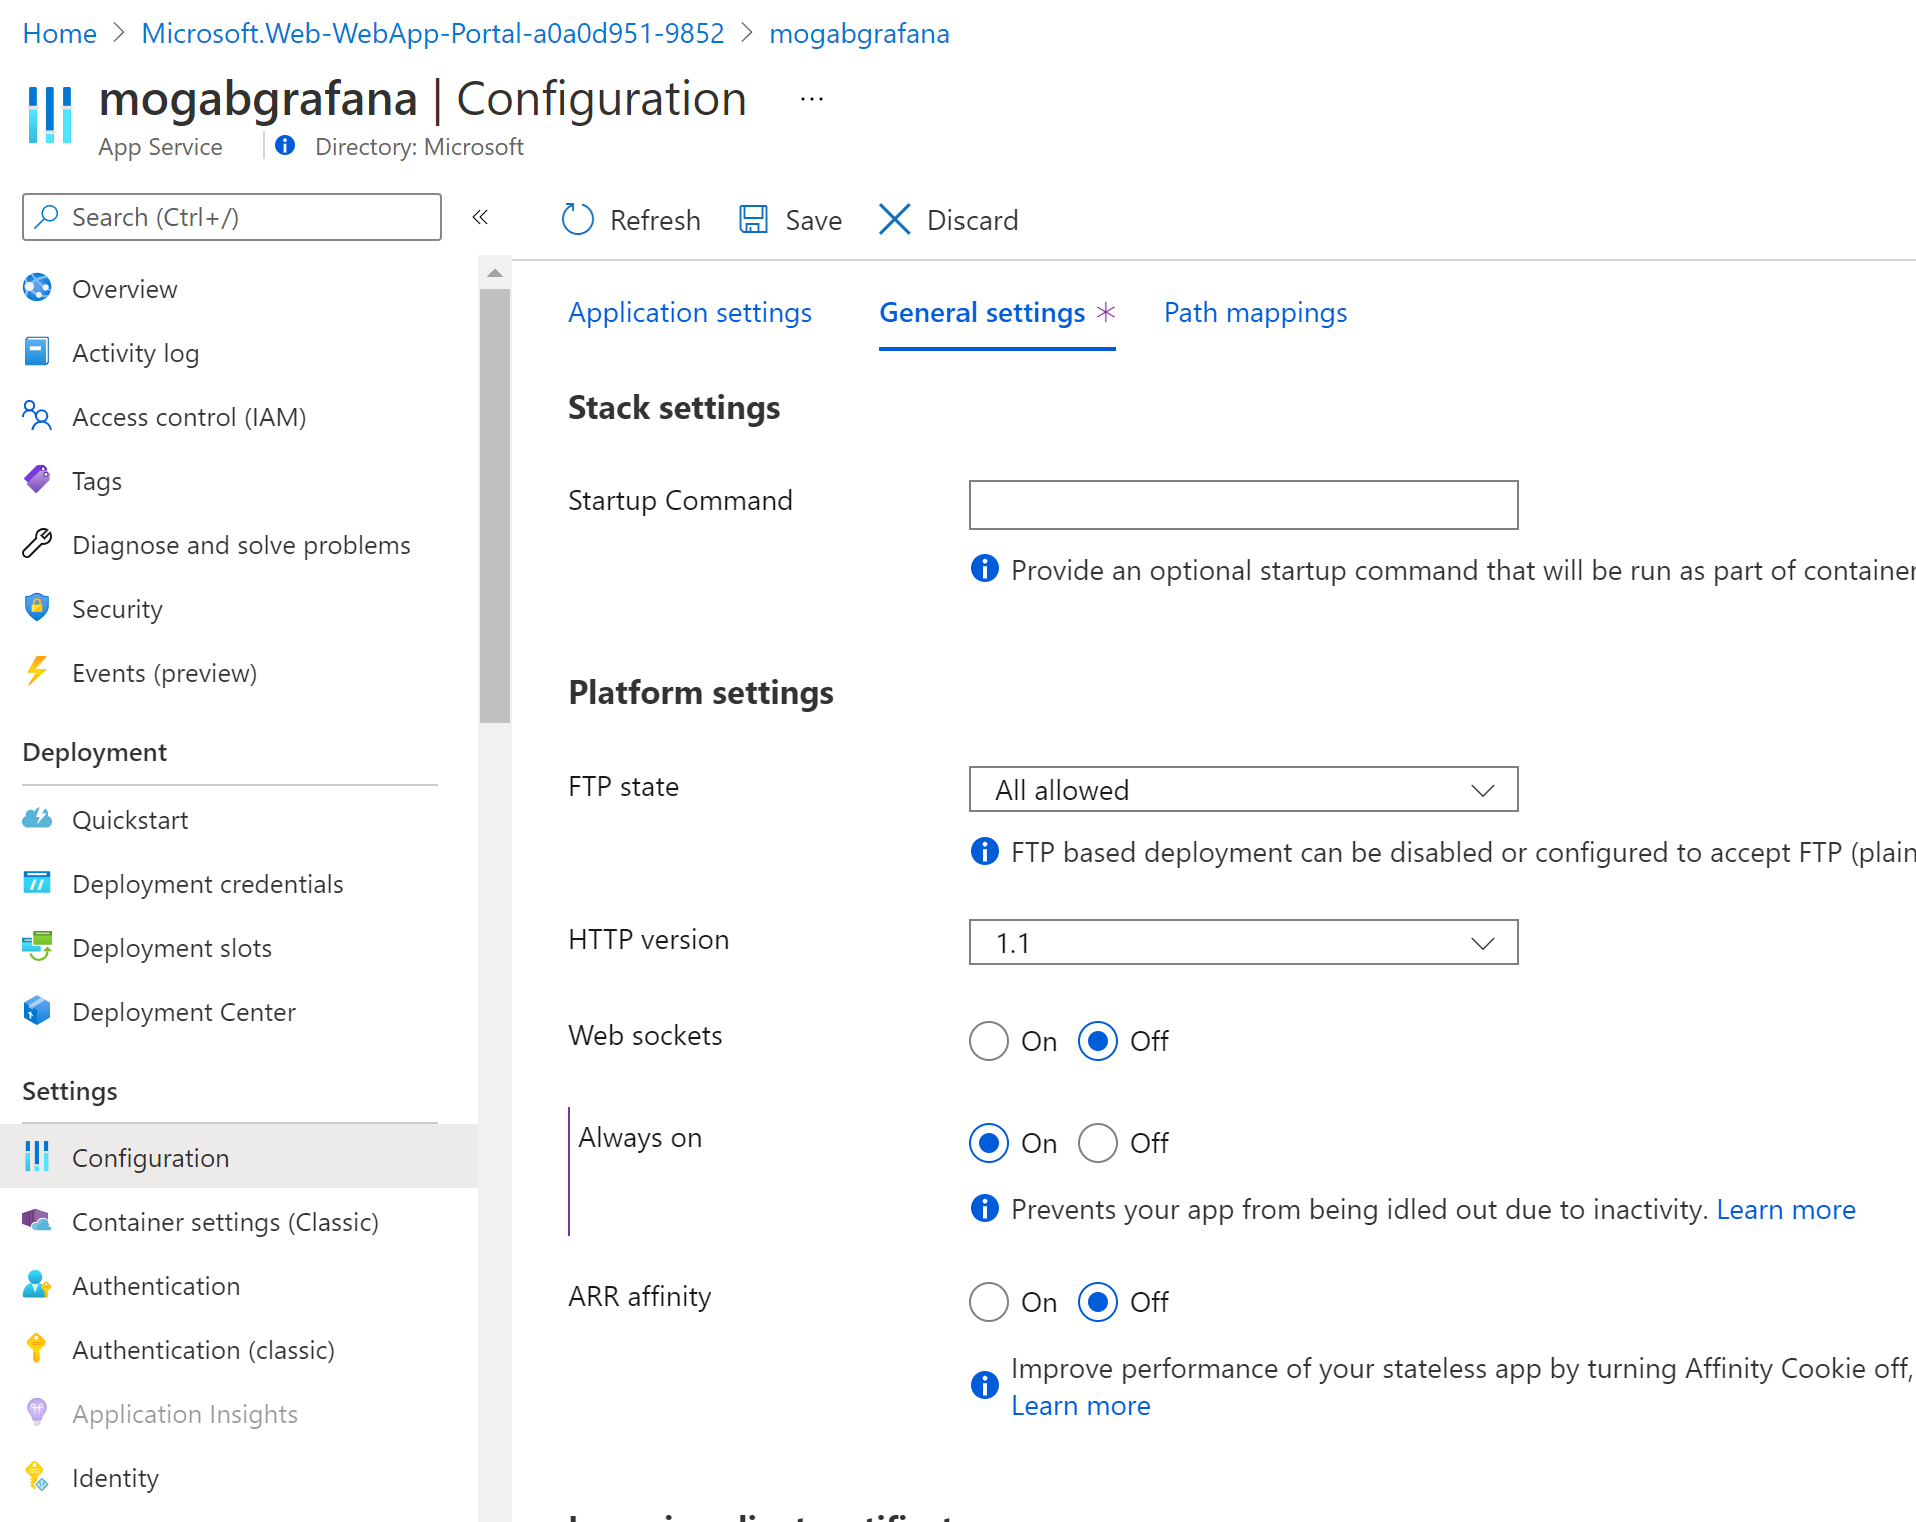 Home > Microsoft.Web-WebApp-Portal-a0a0d951-9852 > mogabgrafana
mogabgrafana | Configuration ...
App Service
Directory: Microsoft
Search (Ctrl+/)
«
Refresh
Save
Discard
Overview
Activity log
Access control (IAM)
Tags
Diagnose and solve problems
Security
Events (preview)
Deployment
Quickstart
Deployment credentials
Deployment slots
Deployment Center
Settings
Configuration
Container settings (Classic)
Authentication
Authentication (classic)
Application Insights
Identity
Application settings
General settings *
Path mappings
Stack settings
Startup Command
Provide an optional startup command that will be run as part of container
Platform settings
FTP state
All allowed
FTP based deployment can be disabled or configured to accept FTP (plain
HTTP version
1.1
Web sockets
On Off
Always on
On Off
Prevents your app from being idled out due to inactivity. Learn more
ARR affinity
On Off
Improve performance of your stateless app by turning Affinity Cookie off,
Learn more